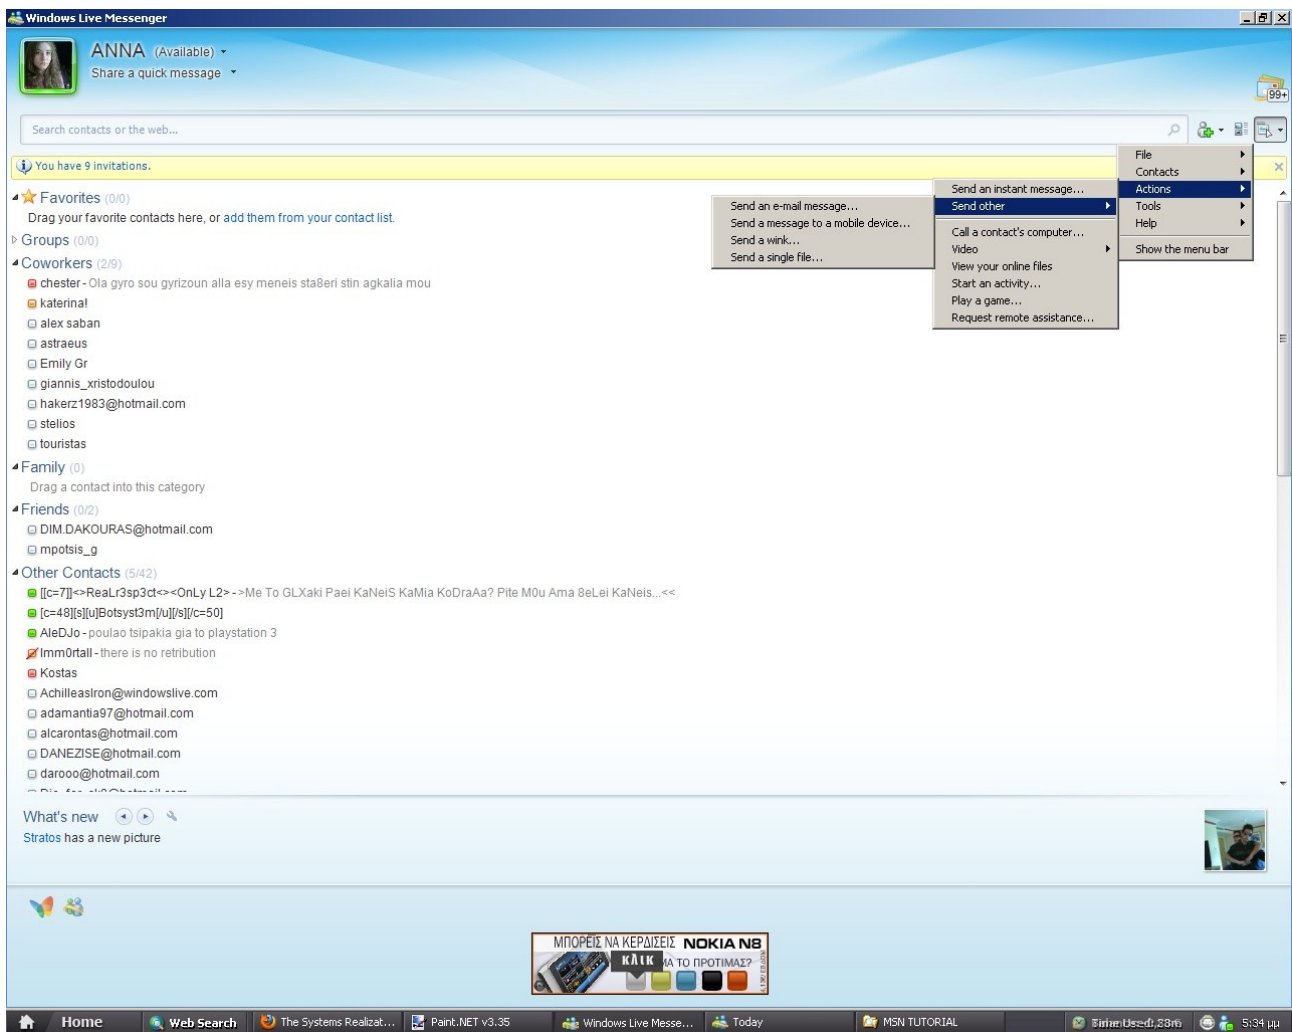 Windows Live Messenger
ANNA (Available)
Share a quick message
99+
Search contacts or the web...
You have 9 invitations.
File
Contacts
Actions
Tools
Help
Show the menu bar
Send an instant message...
Send other
Call a contact's computer...
Video
View your online files
Start an activity...
Play a game...
Request remote assistance...
Send an e-mail message...
Send a message to a mobile device...
Send a wink...
Send a single file...
Favorites (0/0)
Drag your favorite contacts here, or add them from your contact list.
Groups (0/0)
Coworkers (2/9)
chester - Ola gyro sou gyrizoun alla esy meneis sta8eri stin agkalia mou
katerina!
alex saban
astraeus
Emily Gr
giannis_xristodoulou
hakerz1983@hotmail.com
stelios
touristas
Family (0)
Drag a contact into this category
Friends (0/2)
DIM.DAKOURAS@hotmail.com
mpotsis_g
Other Contacts (5/42)
[[c=7]]<>ReaLr3sp3ct<><OnLy L2> - >Me To GLXaki Paei KaNeiS KaMia KoDraAa? Pite M0u Ama 8eLei KaNeis...<<
[c=48][s][u]Botsyst3m[/u][/s][/c=50]
AleDJo - poulao tsipakia gia to playstation 3
Imm0rtall - there is no retribution
Kostas
AchilleasIron@windowslive.com
adamantia97@hotmail.com
alcarontas@hotmail.com
DANEZISE@hotmail.com
darooo@hotmail.com
What's new
Stratos has a new picture
ΜΠΟΡΕΙΣ ΝΑ ΚΕΡΔΙΣΕΙΣ NOKIA N8
κλικ ΜΑ ΤΟ ΠΡΟΤΙΜΑΣ?
Home
Web Search
The Systems Realizat...
Paint.NET v3.35
Windows Live Messe...
Today
MSN TUTORIAL
5:34 μμ